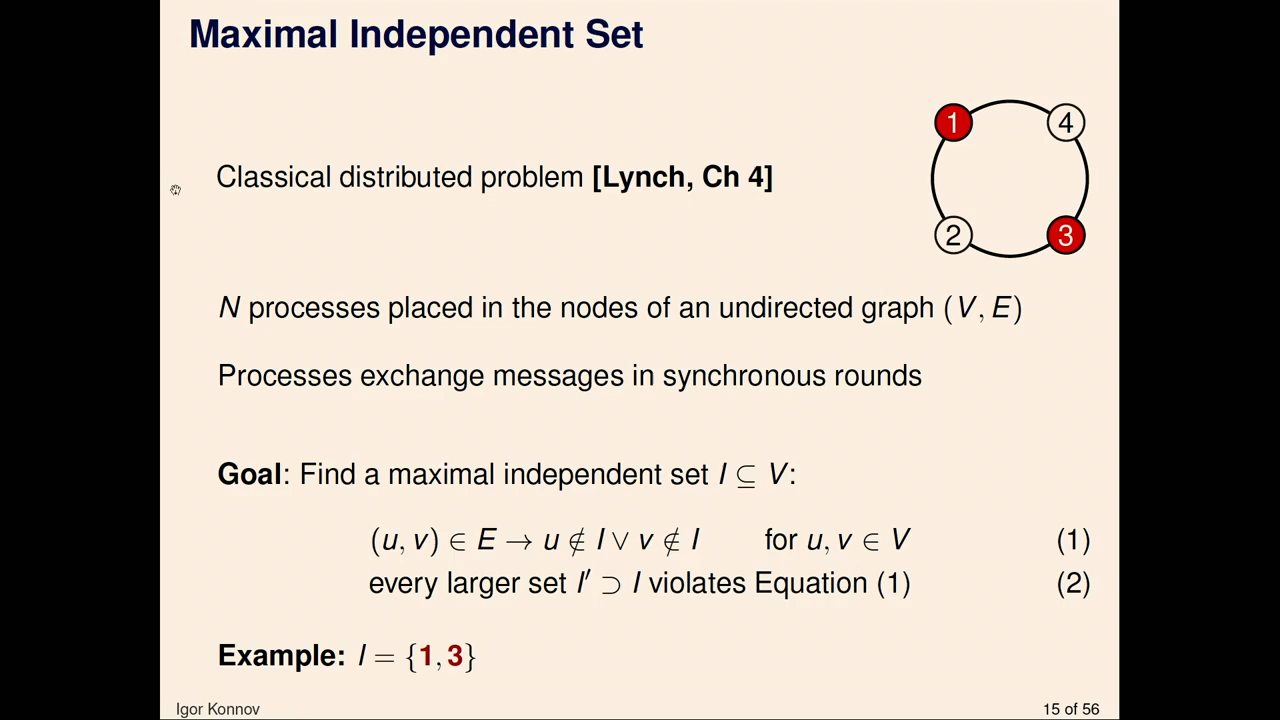 Maximal Independent Set
1 4
Classical distributed problem [Lynch, Ch 4]
2 3
N processes placed in the nodes of an undirected graph (V, E)
Processes exchange messages in synchronous rounds
Goal: Find a maximal independent set I ⊆ V:
(u, v) ∈ E → u ∉ I ∨ v ∉ I for u, v ∈ V (1)
every larger set I′ ⊃ I violates Equation (1) (2)
Example: I = {1, 3}
Igor Konnov 15 of 56